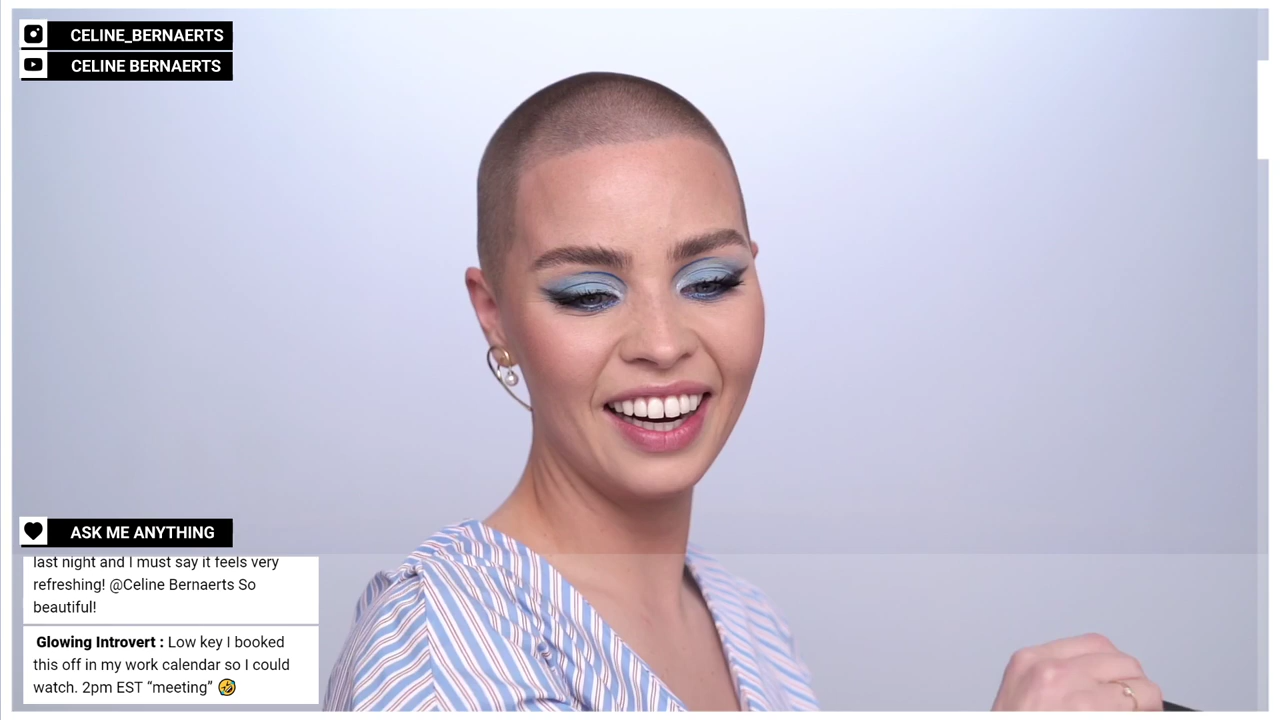 CELINE_BERNAERTS
CELINE BERNAERTS
ASK ME ANYTHING
last night and I must say it feels very
refreshing! @Celine Bernaerts So
beautiful!
Glowing Introvert : Low key I booked
this off in my work calendar so I could
watch. 2pm EST “meeting” 🤣